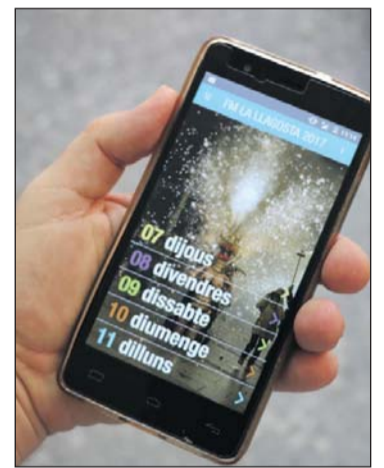 FM LA LLAGOSTA 2017
07 dijous
08 divendres
09 dissabte
10 diumenge
11 dilluns